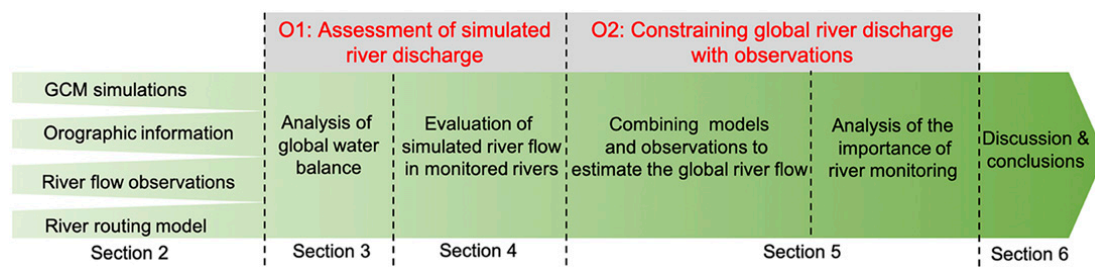 O1: Assessment of simulated
river discharge
O2: Constraining global river discharge
with observations
GCM simulations
Orographic information
River flow observations
River routing model
Analysis of
global water
balance
Evaluation of
simulated river flow
in monitored rivers
Combining models
and observations to
estimate the global river flow
Analysis of the
importance of
river monitoring
Discussion &
conclusions
Section 2
Section 3
Section 4
Section 5
Section 6